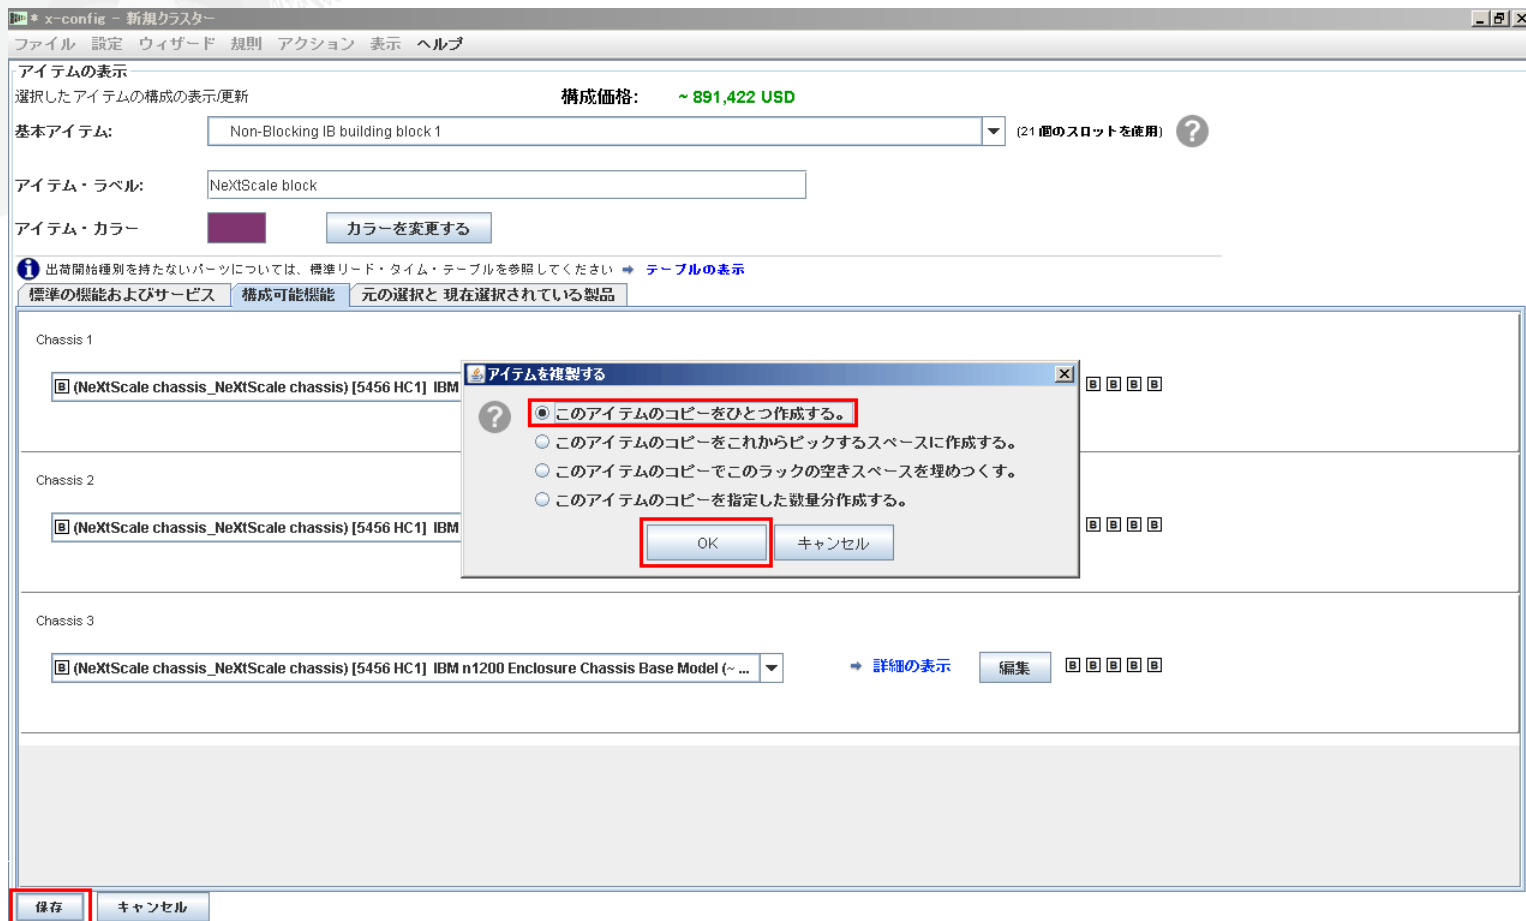 * x-config - 新規クラスター
ファイル 設定 ウィザード 規則 アクション 表示 ヘルプ
アイテムの表示
選択したアイテムの構成の表示/更新 構成価格: ~ 891,422 USD
基本アイテム: Non-Blocking IB building block 1 (21 個のスロットを使用)
アイテム・ラベル: NeXtScale block
アイテム・カラー カラーを変更する
出荷開始種別を持たないパーツについては、標準リード・タイム・テーブルを参照してください テーブルの表示
標準の機能およびサービス 構成可能機能 元の選択と 現在選択されている製品
Chassis 1
B (NeXtScale chassis_NeXtScale chassis) [5456 HC1] IBM B B B B
アイテムを複製する
このアイテムのコピーをひとつ作成する。
このアイテムのコピーをこれからピックするスペースに作成する。
このアイテムのコピーでこのラックの空きスペースを埋めつくす。
このアイテムのコピーを指定した数量分作成する。
OK キャンセル
Chassis 2
B (NeXtScale chassis_NeXtScale chassis) [5456 HC1] IBM B B B B
Chassis 3
B (NeXtScale chassis_NeXtScale chassis) [5456 HC1] IBM n1200 Enclosure Chassis Base Model (~ ... 詳細の表示 編集 B B B B B
保存 キャンセル